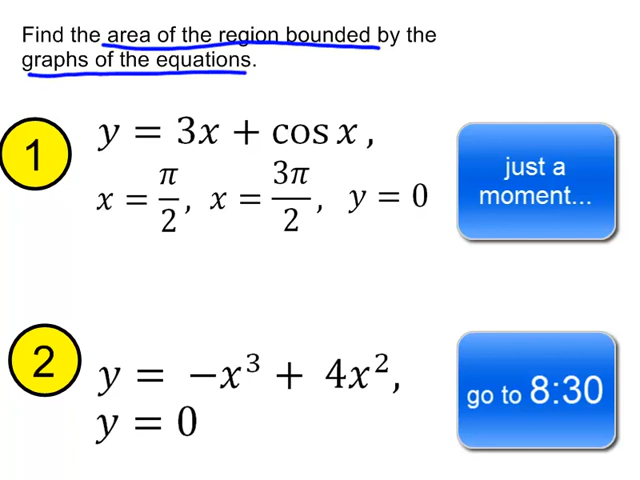 Find the area of the region bounded by the
graphs of the equations.
1
y = 3x + cos x ,
x = π/2, x = 3π/2, y = 0
just a
moment...
2
y = −x³ + 4x²,
y = 0
go to 8:30